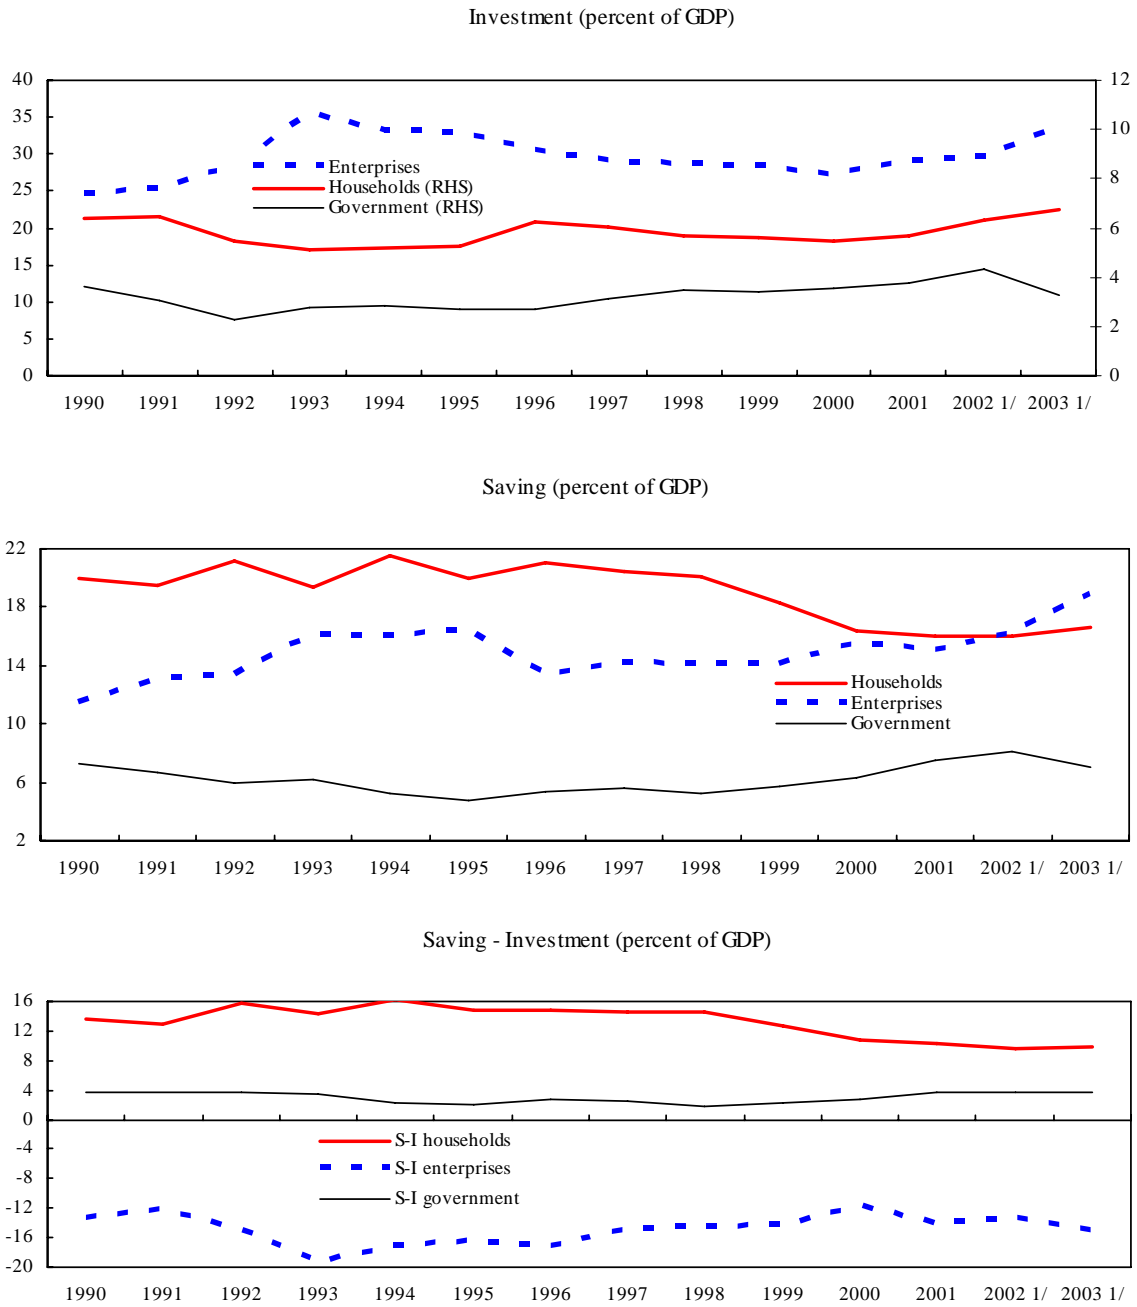 Investment (percent of GDP)
40 12
35 10
30 8
25 6
20 4
15 2
10 0
5
0
Enterprises
Households (RHS)
Government (RHS)
1990 1991 1992 1993 1994 1995 1996 1997 1998 1999 2000 2001 2002 1/ 2003 1/
Saving (percent of GDP)
22
18
14
10
6
2
Households
Enterprises
Government
1990 1991 1992 1993 1994 1995 1996 1997 1998 1999 2000 2001 2002 1/ 2003 1/
Saving - Investment (percent of GDP)
16
12
8
4
0
-4
-8
-12
-16
-20
S-I households
S-I enterprises
S-I government
1990 1991 1992 1993 1994 1995 1996 1997 1998 1999 2000 2001 2002 1/ 2003 1/